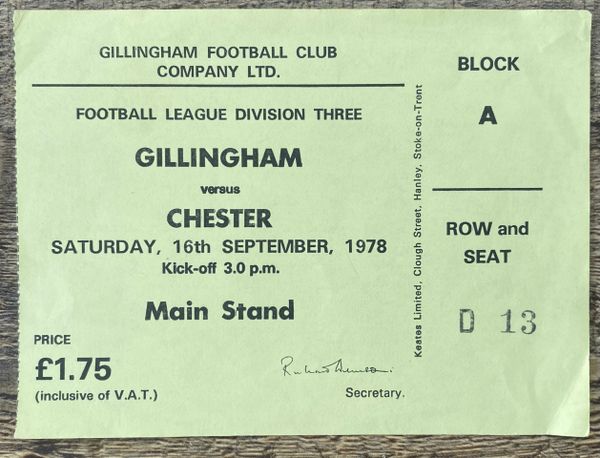 GILLINGHAM FOOTBALL CLUB
COMPANY LTD.
FOOTBALL LEAGUE DIVISION THREE
GILLINGHAM
versus
CHESTER
SATURDAY, 16th SEPTEMBER, 1978
Kick-off 3.0 p.m.
Main Stand
PRICE
£1.75
(inclusive of V.A.T.)
Secretary.
Keates Limited, Clough Street, Hanley, Stoke-on-Trent
BLOCK
A
ROW and
SEAT
D 13